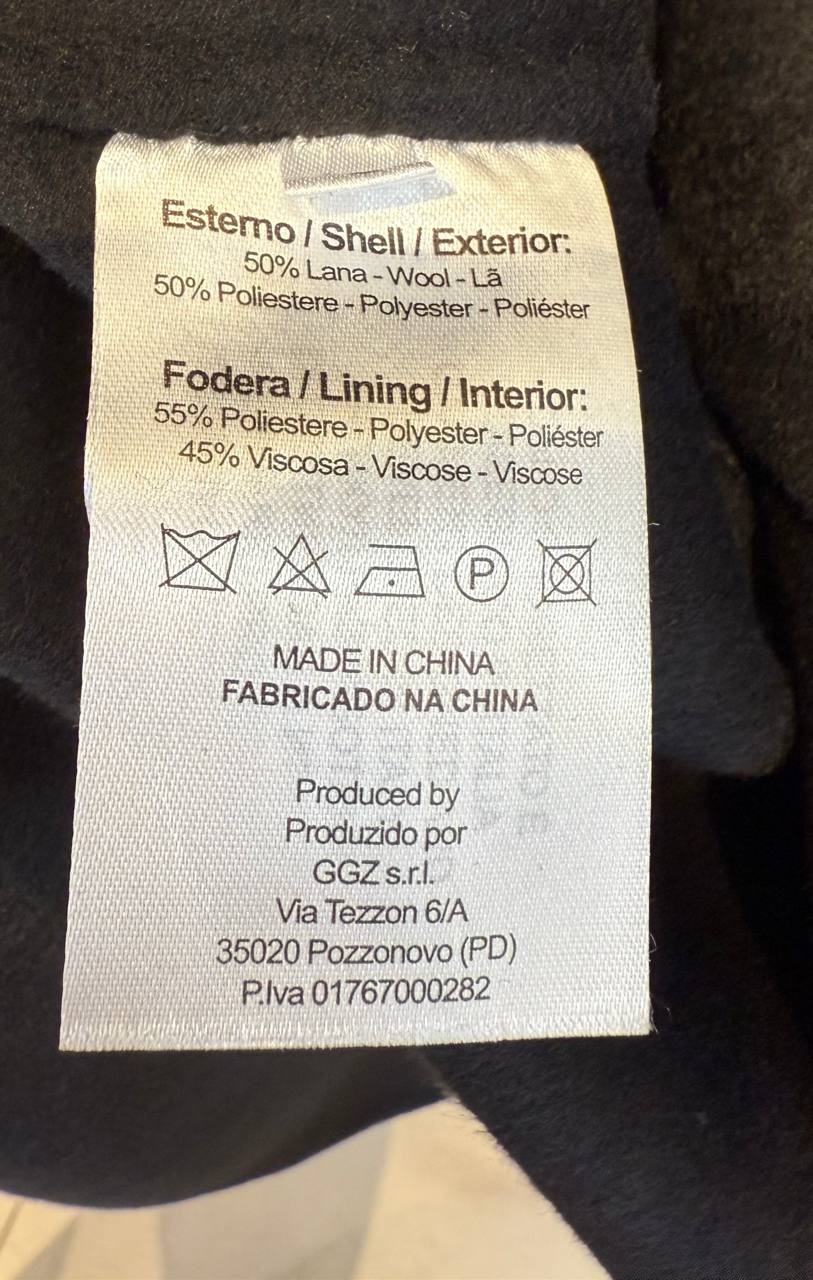 Esterno / Shell / Exterior:
50% Lana - Wool - Lã
50% Poliestere - Polyester - Poliéster
Fodera / Lining / Interior:
55% Poliestere - Polyester - Poliéster
45% Viscosa - Viscose - Viscose
P
MADE IN CHINA
FABRICADO NA CHINA
Produced by
Produzido por
GGZ s.r.l.
Via Tezzon 6/A
35020 Pozzonovo (PD)
P.Iva 01767000282